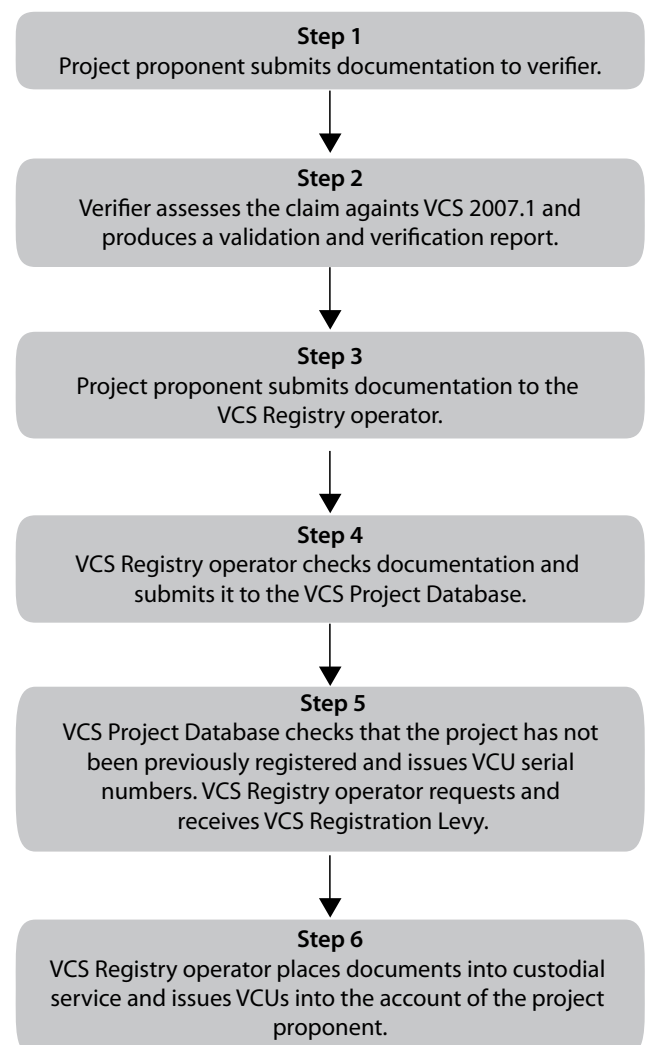 Step 1
Project proponent submits documentation to verifier.
Step 2
Verifier assesses the claim againts VCS 2007.1 and
produces a validation and verification report.
Step 3
Project proponent submits documentation to the
VCS Registry operator.
Step 4
VCS Registry operator checks documentation and
submits it to the VCS Project Database.
Step 5
VCS Project Database checks that the project has not
been previously registered and issues VCU serial
numbers. VCS Registry operator requests and
receives VCS Registration Levy.
Step 6
VCS Registry operator places documents into custodial
service and issues VCUs into the account of the project
proponent.